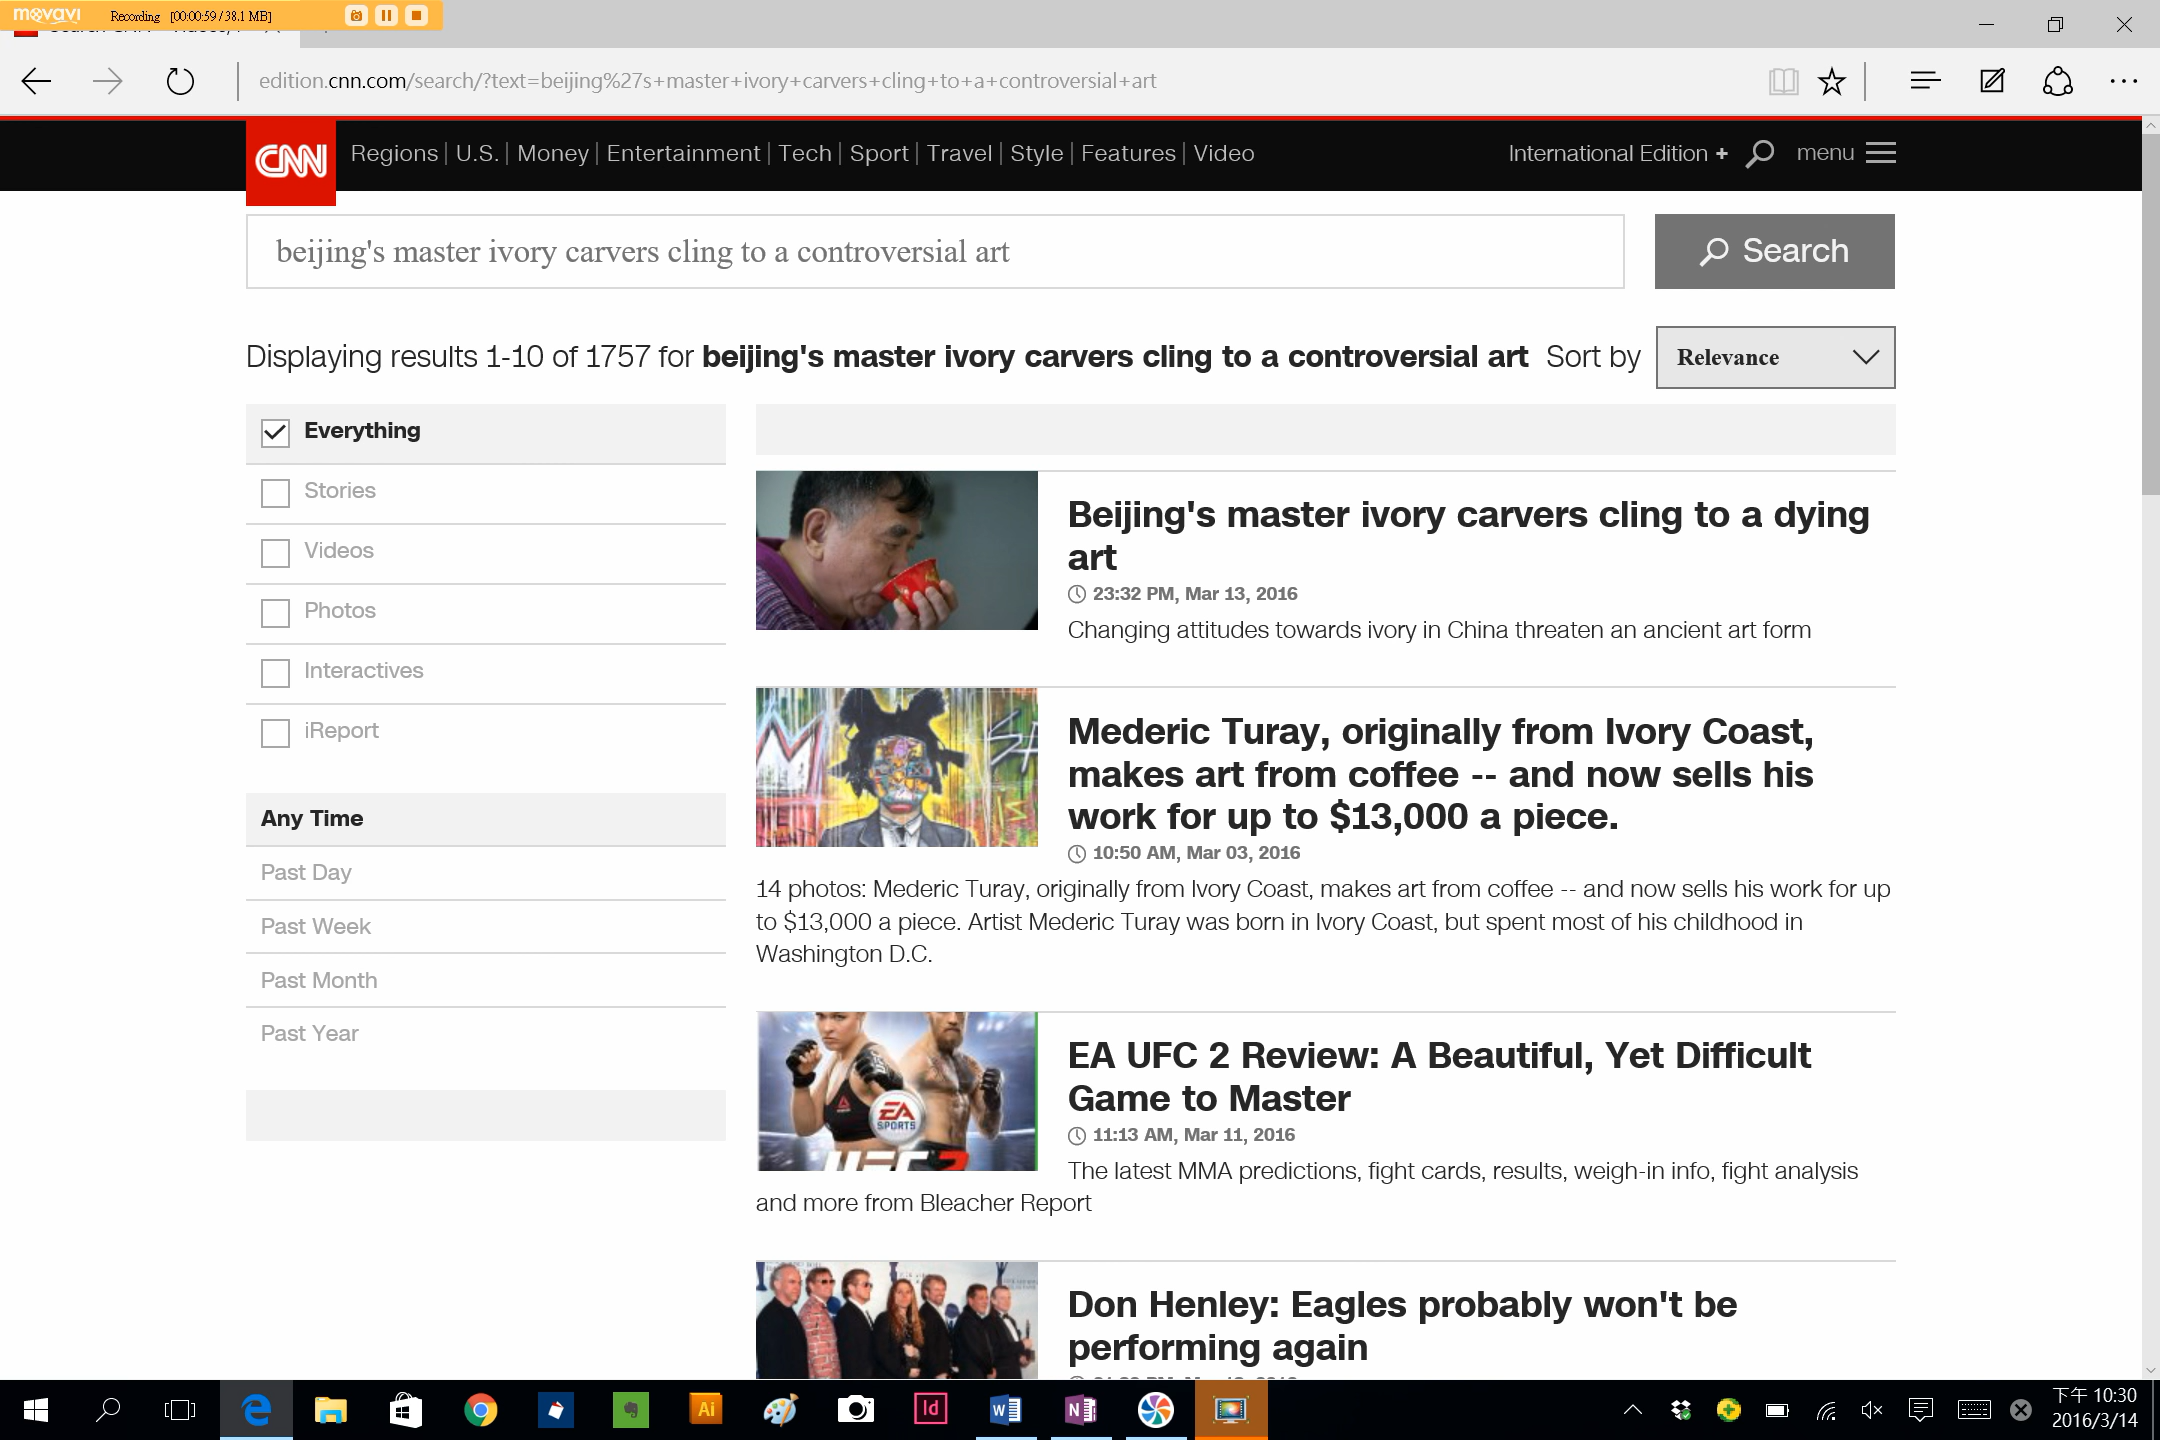 movavi Recording [00:00:59 / 38.1 MB]
edition.cnn.com/search/?text=beijing%27s+master+ivory+carvers+cling+to+a+controversial+art
CNN Regions U.S. Money Entertainment Tech Sport Travel Style Features Video International Edition + menu
beijing's master ivory carvers cling to a controversial art
Search
Displaying results 1-10 of 1757 for beijing's master ivory carvers cling to a controversial art Sort by Relevance
Everything
Stories
Videos
Photos
Interactives
iReport
Any Time
Past Day
Past Week
Past Month
Past Year
Beijing's master ivory carvers cling to a dying
art
23:32 PM, Mar 13, 2016
Changing attitudes towards ivory in China threaten an ancient art form
Mederic Turay, originally from Ivory Coast,
makes art from coffee -- and now sells his
work for up to $13,000 a piece.
10:50 AM, Mar 03, 2016
14 photos: Mederic Turay, originally from Ivory Coast, makes art from coffee -- and now sells his work for up
to $13,000 a piece. Artist Mederic Turay was born in Ivory Coast, but spent most of his childhood in
Washington D.C.
EA SPORTS
UFC 2
EA UFC 2 Review: A Beautiful, Yet Difficult
Game to Master
11:13 AM, Mar 11, 2016
The latest MMA predictions, fight cards, results, weigh-in info, fight analysis
and more from Bleacher Report
Don Henley: Eagles probably won't be
performing again
Ai
Id
W
N
下午 10:30
2016/3/14